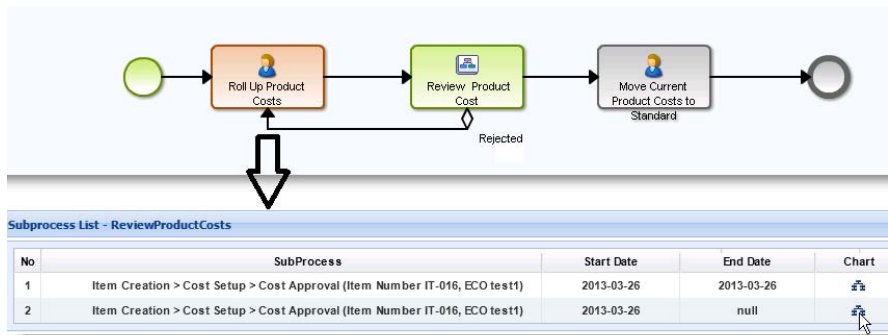 Roll Up Product
Costs
Review Product
Cost
Move Current
Product Costs to
Standard
Rejected
Subprocess List - ReviewProductCosts
No SubProcess Start Date End Date Chart
1 Item Creation > Cost Setup > Cost Approval (Item Number IT-016, ECO test1) 2013-03-26 2013-03-26
2 Item Creation > Cost Setup > Cost Approval (Item Number IT-016, ECO test1) 2013-03-26 null